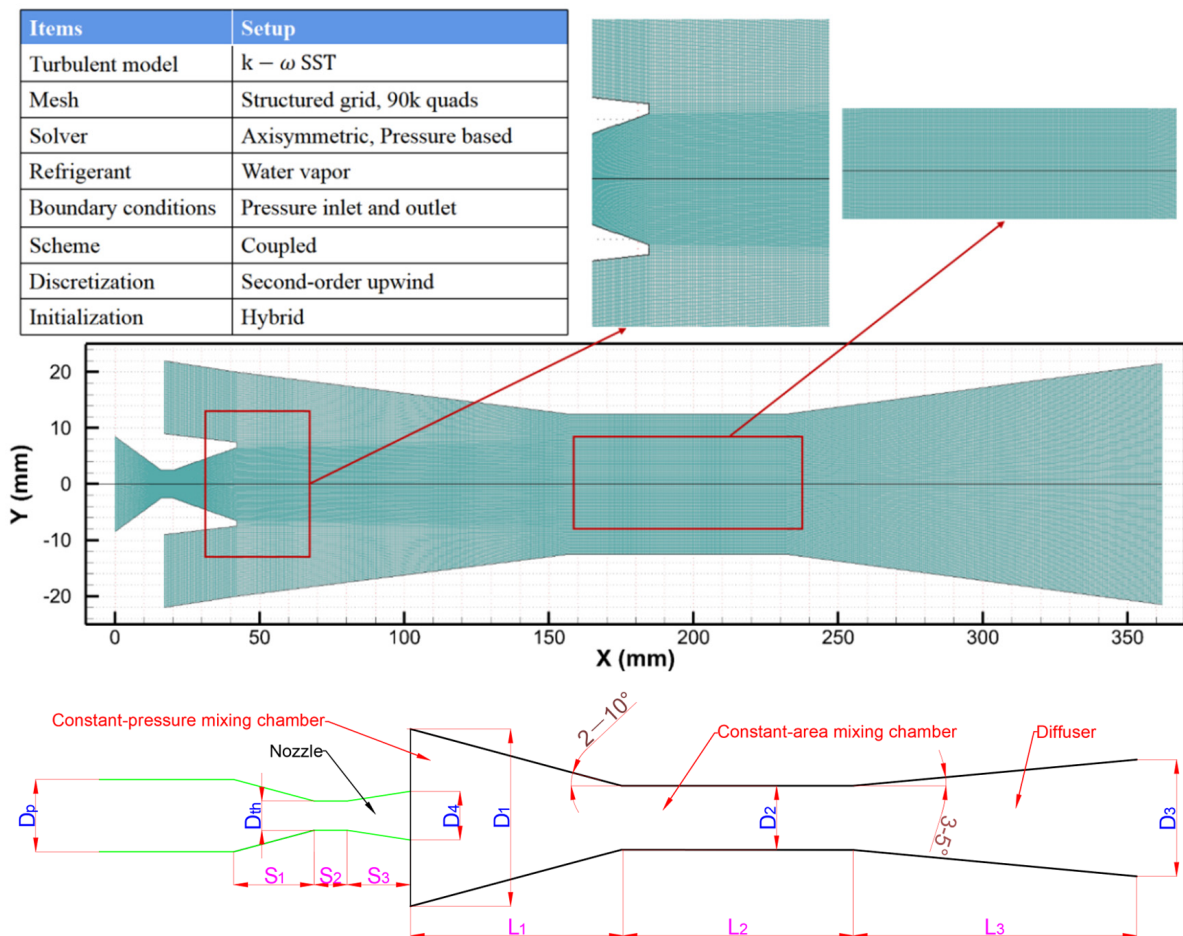 Items Setup
Turbulent model k − ω SST
Mesh Structured grid, 90k quads
Solver Axisymmetric, Pressure based
Refrigerant Water vapor
Boundary conditions Pressure inlet and outlet
Scheme Coupled
Discretization Second-order upwind
Initialization Hybrid
20
10
0
-10
-20
Y (mm)
0 50 100 150 200 250 300 350
X (mm)
Constant-pressure mixing chamber
Nozzle
2—10°
Constant-area mixing chamber
Diffuser
Dp
Dth
D4
D1
D2
3-5°
D3
S1 S2 S3
L1 L2 L3